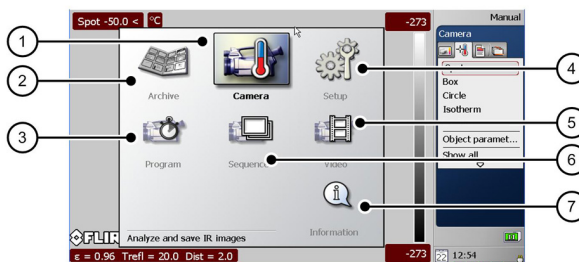 Spot -50.0 < °C
-273
Manual
Camera
1
2
3
4
5
6
7
Archive
Camera
Setup
Box
Circle
Isotherm
Program
Sequence
Video
Object paramet...
Show all
Information
FLIR
Analyze and save IR images
ε = 0.96 Trefl = 20.0 Dist = 2.0
-273
22 12:54